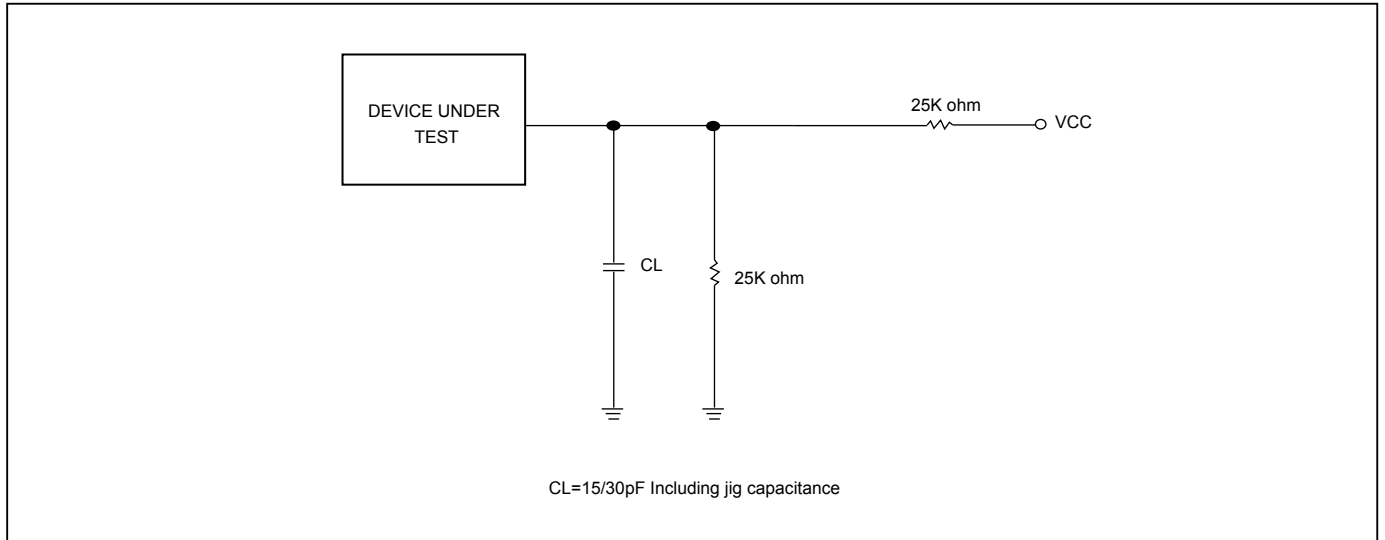 DEVICE UNDER
TEST
25K ohm
VCC
CL
25K ohm
CL=15/30pF Including jig capacitance